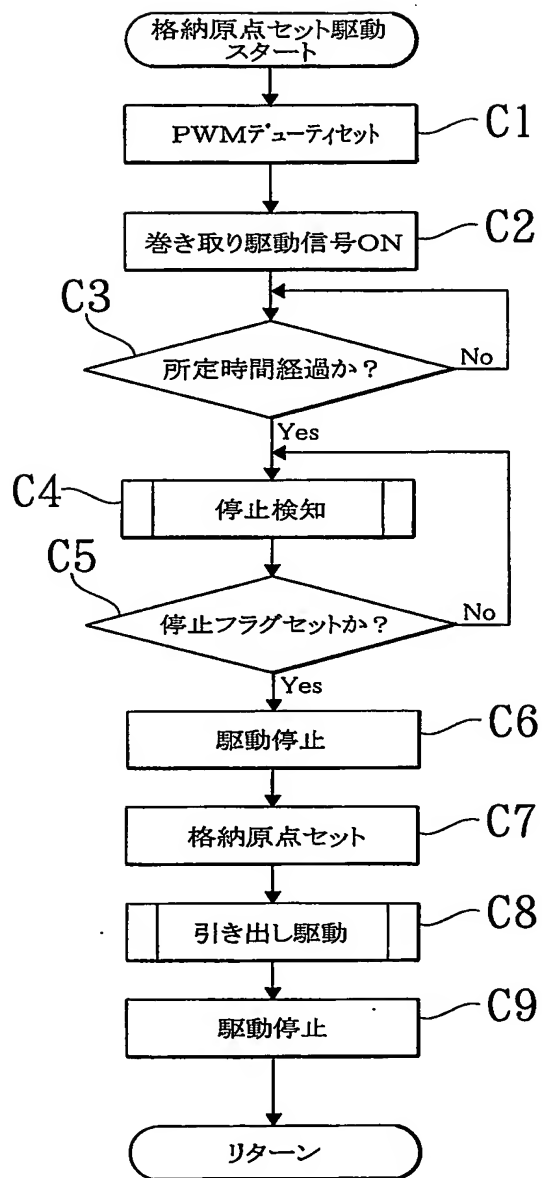 格納原点セット駆動
スタート
PWMデューティセット
C1
巻き取り駆動信号ON
C2
C3
所定時間経過か？
No
Yes
C4
停止検知
C5
停止フラグセットか？
No
Yes
駆動停止
C6
格納原点セット
C7
引き出し駆動
C8
駆動停止
C9
リターン